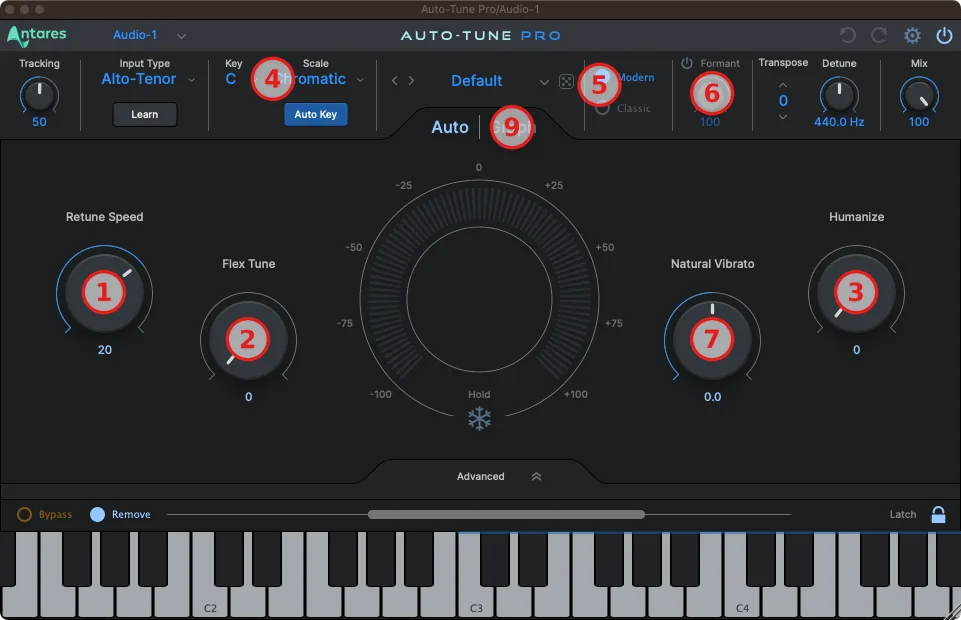 Auto-Tune Pro/Audio-1
Antares
Audio-1
AUTO-TUNE PRO
Tracking
Input Type
Key
Scale
Formant
Transpose
Detune
Mix
Alto-Tenor
C
4
Chromatic
Default
5
Modern
6
50
Learn
Auto Key
Classic
100
0
440.0 Hz
100
Auto
9
Graph
0
-25
+25
-50
+50
-75
+75
-100
+100
Retune Speed
1
20
Flex Tune
2
0
Hold
Natural Vibrato
7
0.0
Humanize
3
0
Advanced
Bypass
Remove
Latch
C2
C3
C4